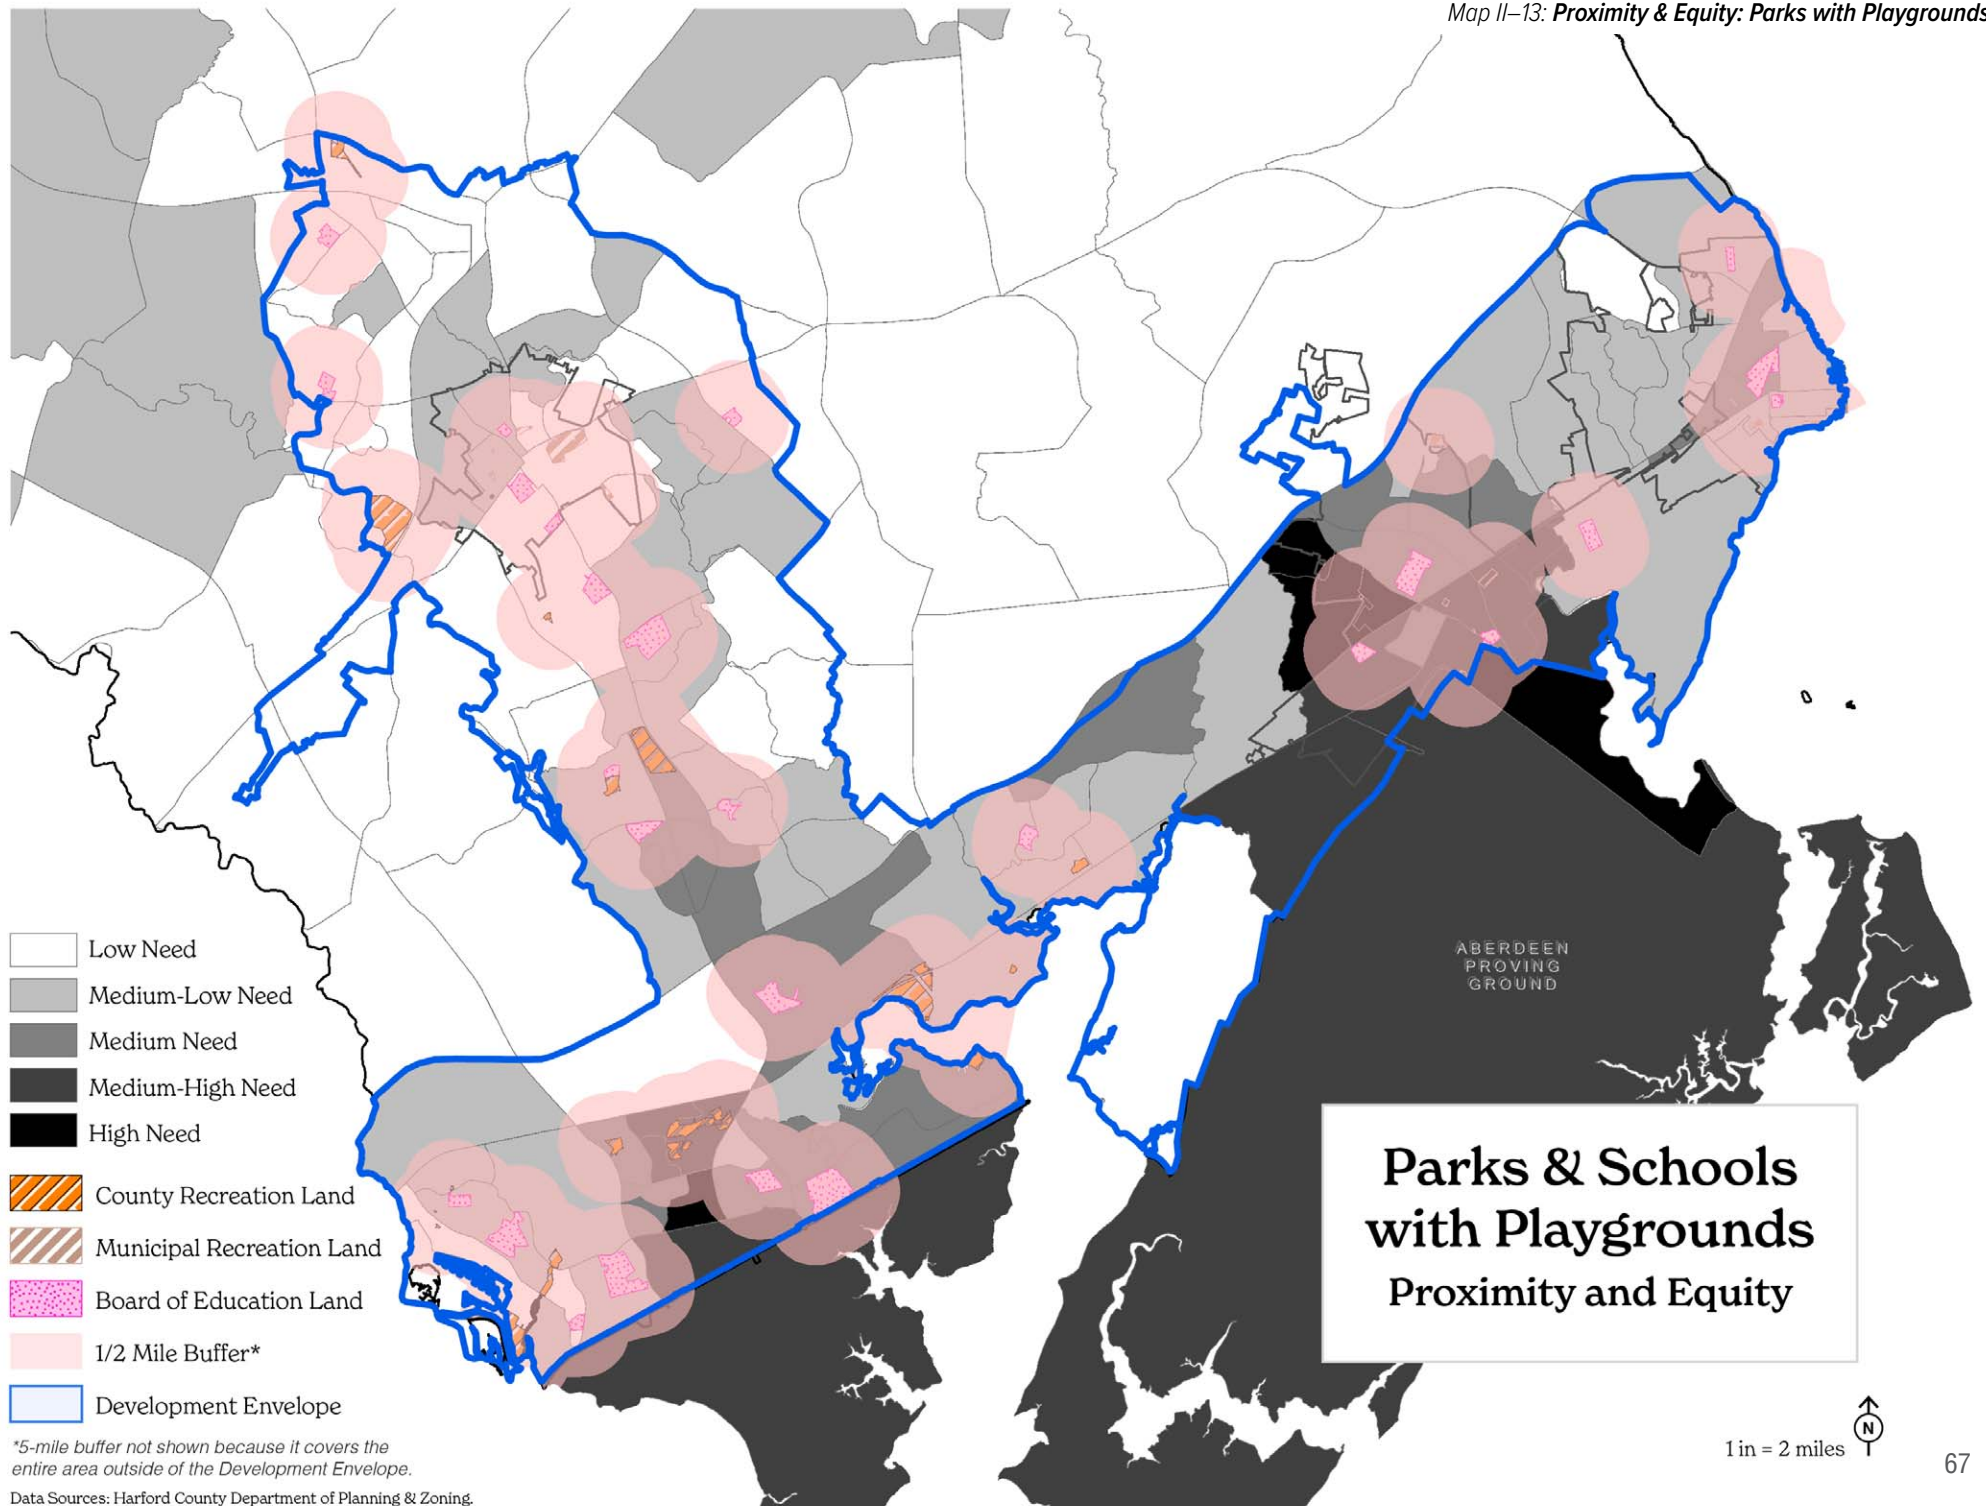 Map II–13: Proximity & Equity: Parks with Playgrounds
Low Need
Medium-Low Need
Medium Need
Medium-High Need
High Need
County Recreation Land
Municipal Recreation Land
Board of Education Land
1/2 Mile Buffer*
Development Envelope
*5-mile buffer not shown because it covers the
entire area outside of the Development Envelope.
Data Sources: Harford County Department of Planning & Zoning.
ABERDEEN
PROVING
GROUND
Parks & Schools
with Playgrounds
Proximity and Equity
1 in = 2 miles
N
67